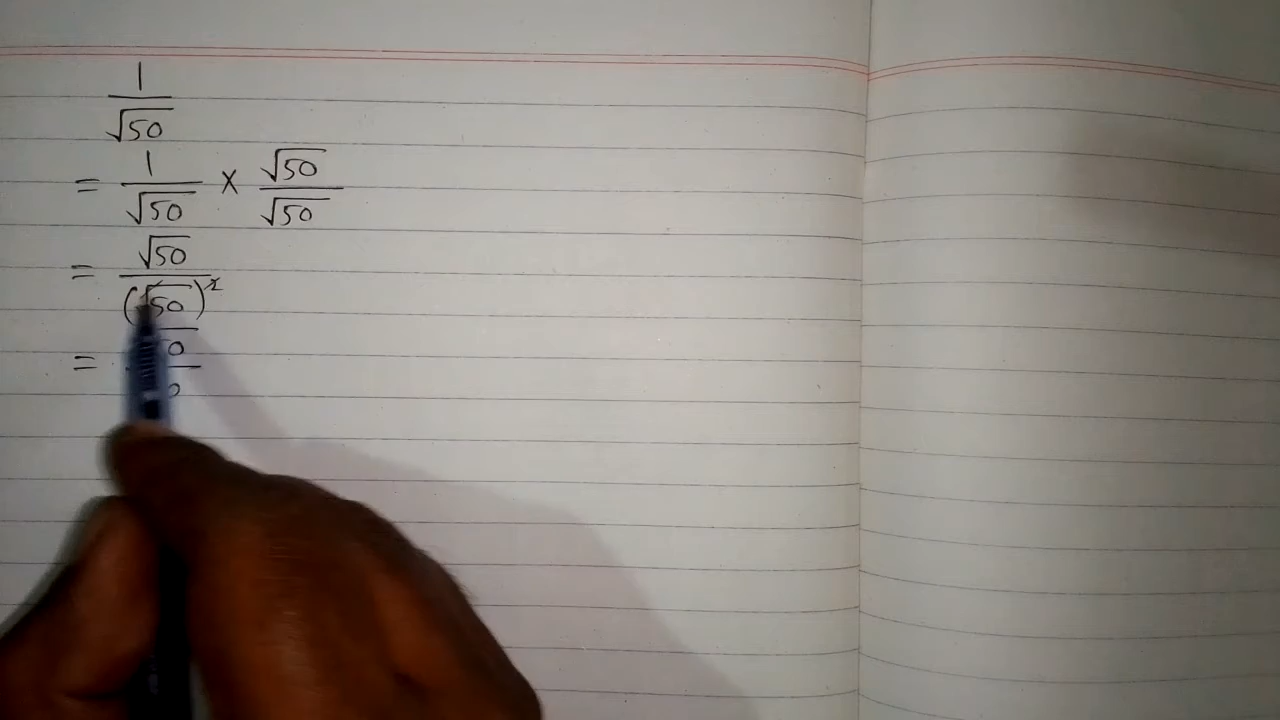 1/√50
= 1/√50 × √50/√50
= √50/(√50)²
=